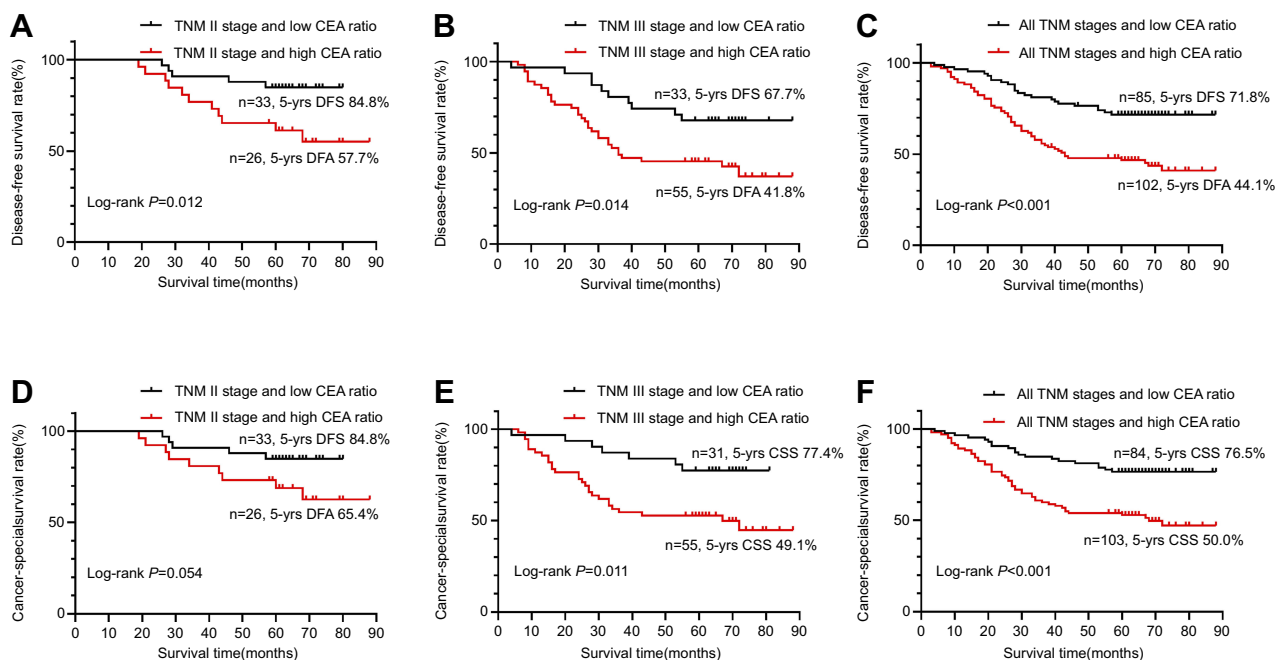 A
TNM II stage and low CEA ratio
TNM II stage and high CEA ratio
Disease-free survival rate(%)
100
50
0
n=33, 5-yrs DFS 84.8%
n=26, 5-yrs DFA 57.7%
Log-rank P=0.012
0 10 20 30 40 50 60 70 80 90
Survival time(months)
B
TNM III stage and low CEA ratio
TNM III stage and high CEA ratio
Disease-free survival rate(%)
100
50
0
n=33, 5-yrs DFS 67.7%
n=55, 5-yrs DFA 41.8%
Log-rank P=0.014
0 10 20 30 40 50 60 70 80 90
Survival time(months)
C
All TNM stages and low CEA ratio
All TNM stages and high CEA ratio
Disease-free survival rate(%)
100
50
0
n=85, 5-yrs DFS 71.8%
n=102, 5-yrs DFA 44.1%
Log-rank P<0.001
0 10 20 30 40 50 60 70 80 90
Survival time(months)
D
TNM II stage and low CEA ratio
TNM II stage and high CEA ratio
Cancer-specialsurvival rate(%)
100
50
0
n=33, 5-yrs DFS 84.8%
n=26, 5-yrs DFA 65.4%
Log-rank P=0.054
0 10 20 30 40 50 60 70 80 90
Survival time(months)
E
TNM III stage and low CEA ratio
TNM III stage and high CEA ratio
Cancer-specialsurvival rate(%)
100
50
0
n=31, 5-yrs CSS 77.4%
n=55, 5-yrs CSS 49.1%
Log-rank P=0.011
0 10 20 30 40 50 60 70 80 90
Survival time(months)
F
All TNM stages and low CEA ratio
All TNM stages and high CEA ratio
Cancer-specialsurvival rate(%)
100
50
0
n=84, 5-yrs CSS 76.5%
n=103, 5-yrs CSS 50.0%
Log-rank P<0.001
0 10 20 30 40 50 60 70 80 90
Survival time(months)